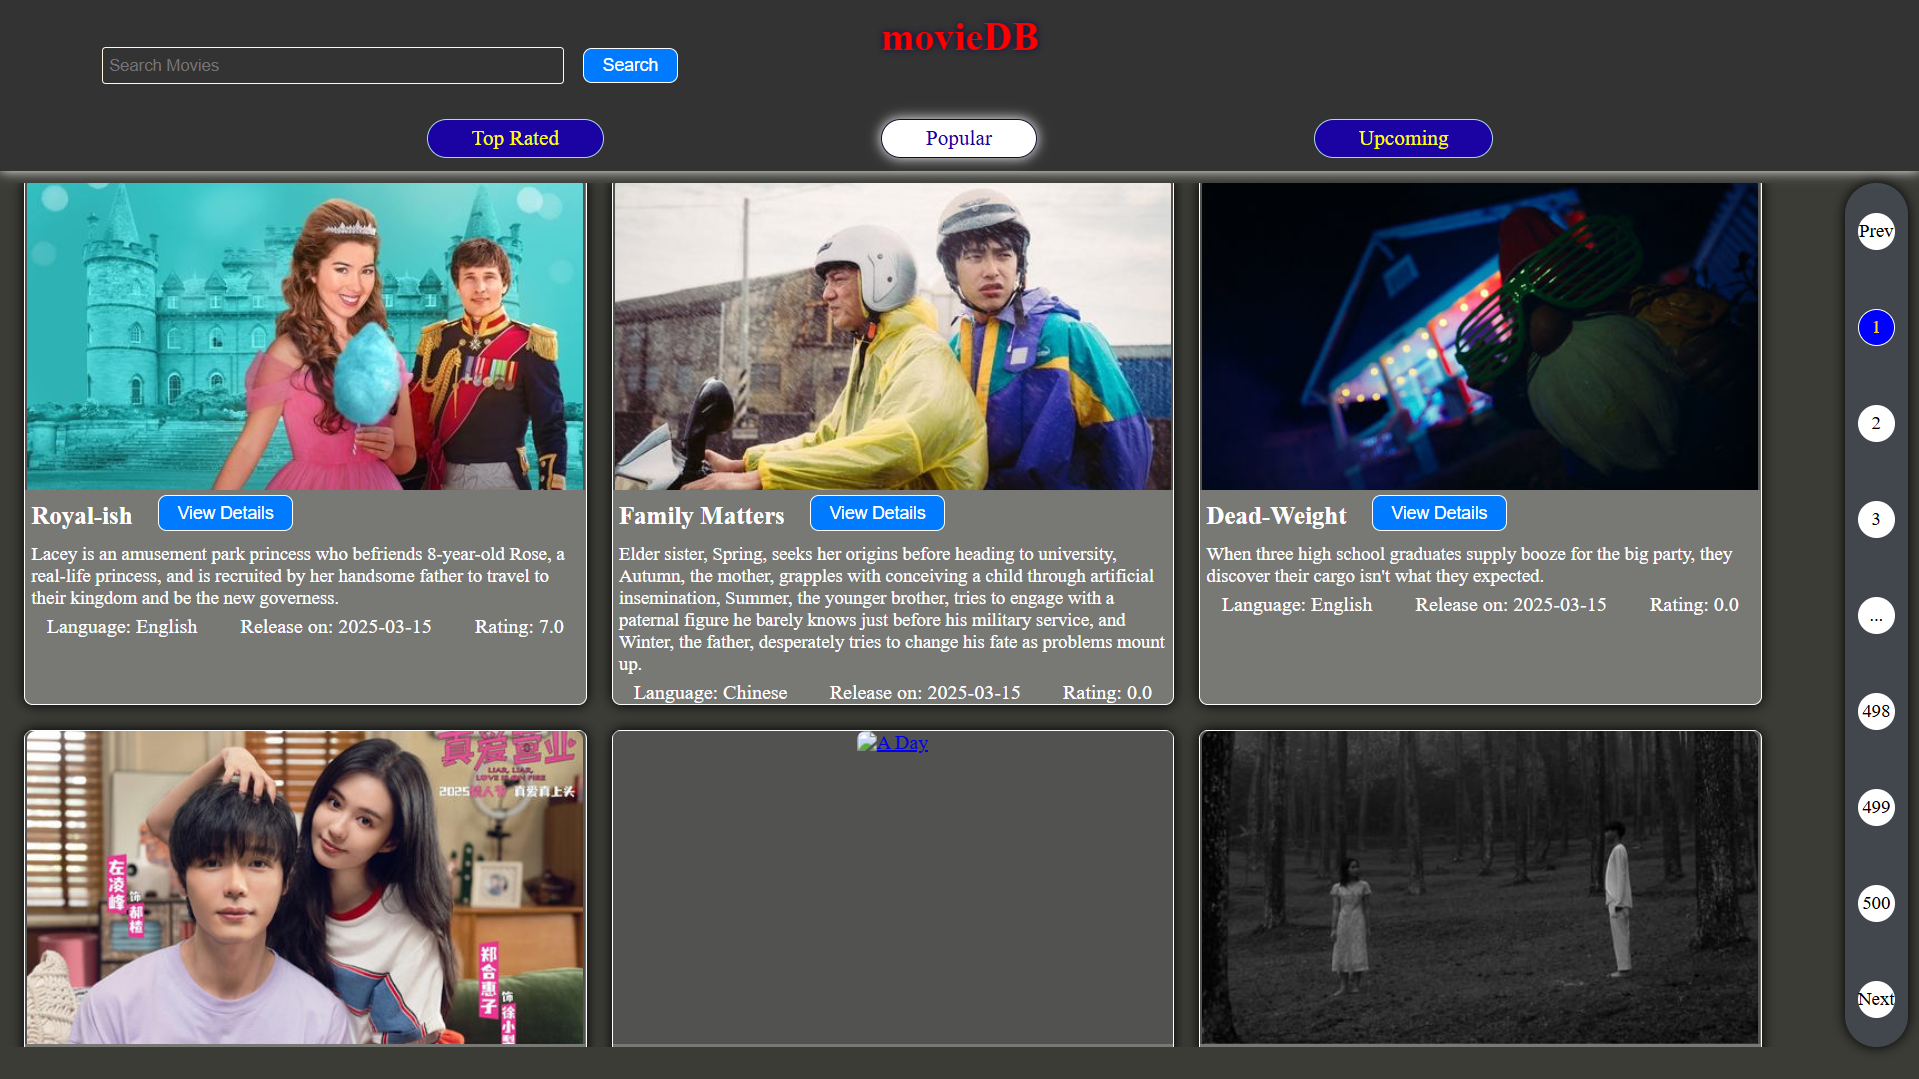 movieDB
Search Movies
Search
Top Rated
Popular
Upcoming
Royal-ish
View Details
Lacey is an amusement park princess who befriends 8-year-old Rose, a
real-life princess, and is recruited by her handsome father to travel to
their kingdom and be the new governess.
Language: English
Release on: 2025-03-15
Rating: 7.0
Family Matters
View Details
Elder sister, Spring, seeks her origins before heading to university,
Autumn, the mother, grapples with conceiving a child through artificial
insemination, Summer, the younger brother, tries to engage with a
paternal figure he barely knows just before his military service, and
Winter, the father, desperately tries to change his fate as problems mount
up.
Language: Chinese
Release on: 2025-03-15
Rating: 0.0
Dead-Weight
View Details
When three high school graduates supply booze for the big party, they
discover their cargo isn't what they expected.
Language: English
Release on: 2025-03-15
Rating: 0.0
真爱营业
LIAR, LIAR,
LOVE IS ON FIRE
真爱真上头
左凌峰
饰
郝楂
郑合惠子
饰
A Day
Prev
1
2
3
...
498
499
500
Next